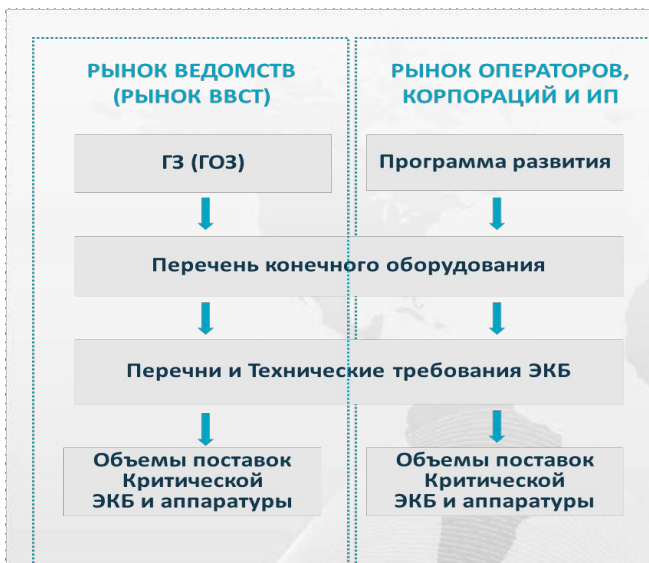 РЫНОК ВЕДОМСТВ
(РЫНОК ВВСТ)
РЫНОК ОПЕРАТОРОВ,
КОРПОРАЦИЙ И ИП
ГЗ (ГОЗ)
Программа развития
Перечень конечного оборудования
Перечни и Технические требования ЭКБ
Объемы поставок
Критической
ЭКБ и аппаратуры
Объемы поставок
Критической
ЭКБ и аппаратуры